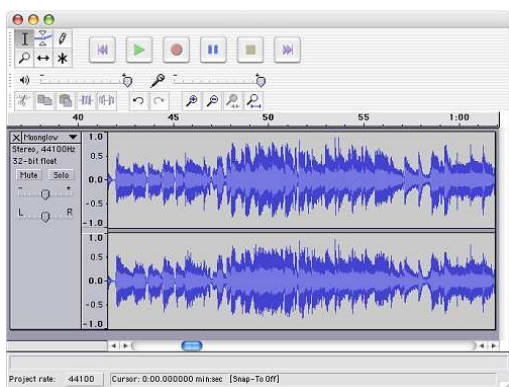 40 45 50 55 1:00
X Moonglow
Stereo, 44100Hz
32-bit float
Mute Solo
- +
L R
1.0
0.5
0.0
-0.5
-1.0
1.0
0.5
0.0
-0.5
-1.0
Project rate: 44100 Cursor: 0:00.000000 min:sec [Snap-To Off]